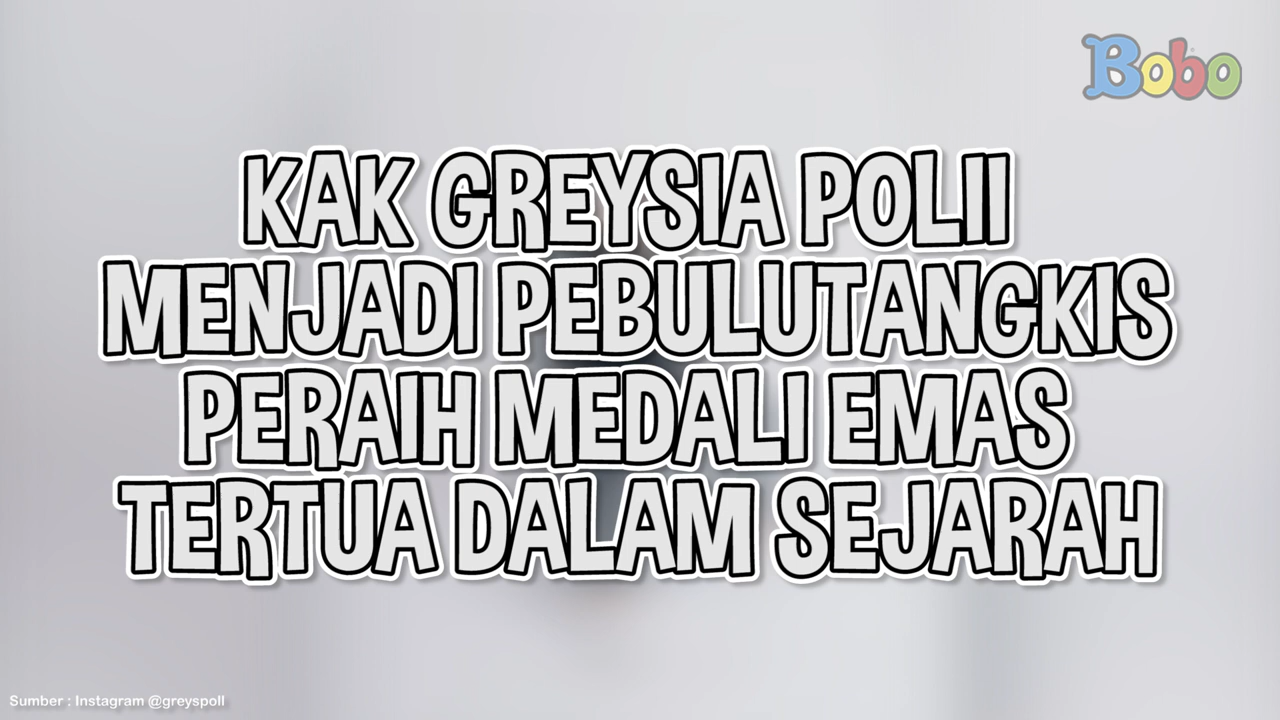 Bobo
KAK GREYSIA POLII
MENJADI PEBULUTANGKIS
PERAIH MEDALI EMAS
TERTUA DALAM SEJARAH
Sumber : Instagram @greyspoll